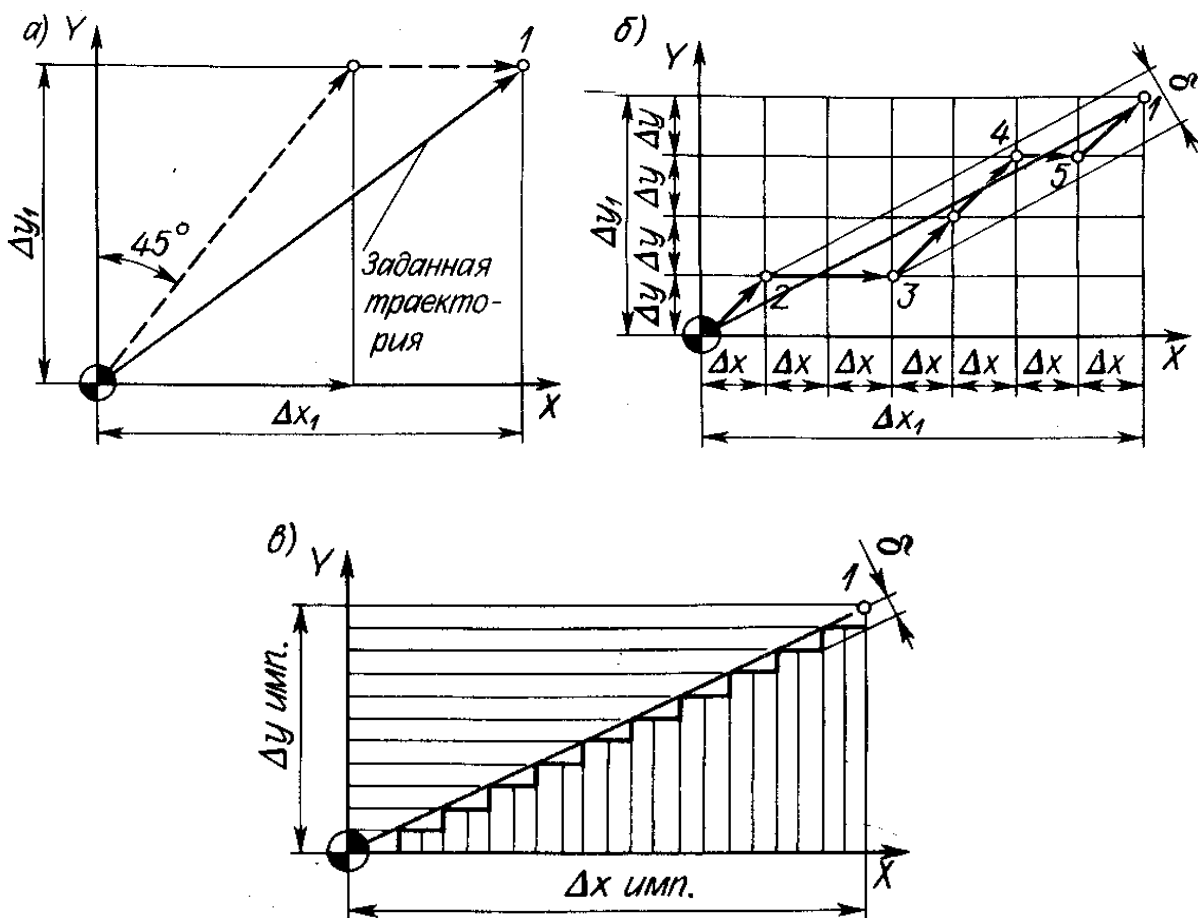 а) Y
1
Δy₁
45°
Заданная
траекто-
рия
X
Δx₁
б)
Y
δ
1
4
5
2
3
Δy
Δy
Δy
Δy
Δy₁
X
Δx Δx Δx Δx Δx Δx Δx
Δx₁
в)
Y
δ
1
Δy имп.
X
Δx имп.